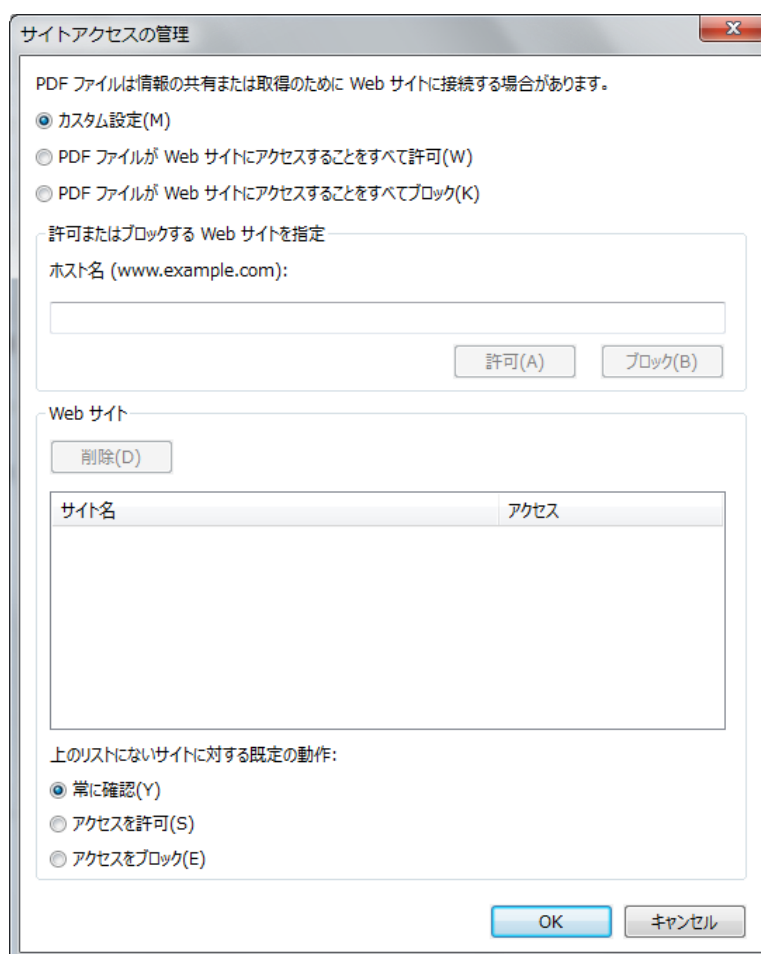 サイトアクセスの管理
PDF ファイルは情報の共有または取得のために Web サイトに接続する場合があります。
カスタム設定(M)
PDF ファイルが Web サイトにアクセスすることをすべて許可(W)
PDF ファイルが Web サイトにアクセスすることをすべてブロック(K)
許可またはブロックする Web サイトを指定
ホスト名 (www.example.com):
許可(A) ブロック(B)
Web サイト
削除(D)
サイト名 アクセス
上のリストにないサイトに対する既定の動作:
常に確認(Y)
アクセスを許可(S)
アクセスをブロック(E)
OK キャンセル